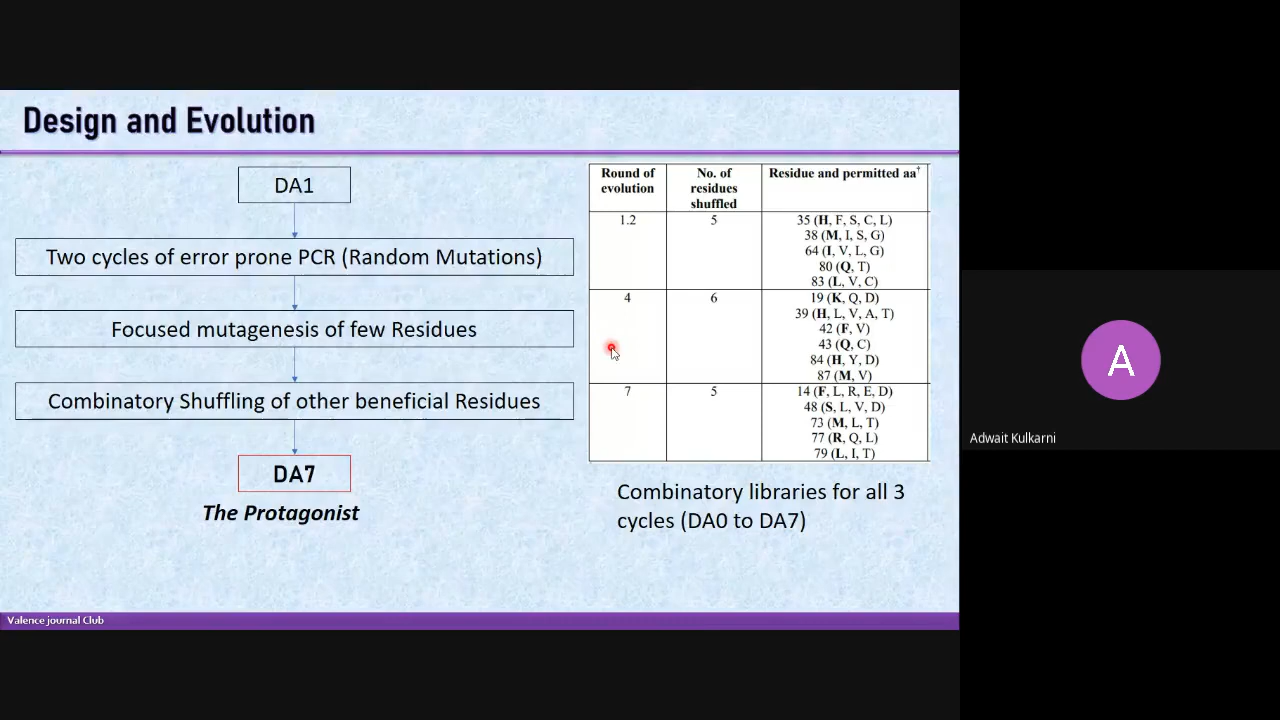 Design and Evolution
DA1
Two cycles of error prone PCR (Random Mutations)
Focused mutagenesis of few Residues
Combinatory Shuffling of other beneficial Residues
DA7
The Protagonist
Round of evolution
No. of residues shuffled
Residue and permitted aa†
1.2
5
35 (H, F, S, C, L)
38 (M, I, S, G)
64 (I, V, L, G)
80 (Q, T)
83 (L, V, C)
4
6
19 (K, Q, D)
39 (H, L, V, A, T)
42 (F, V)
43 (Q, C)
84 (H, Y, D)
87 (M, V)
7
5
14 (F, L, R, E, D)
48 (S, L, V, D)
73 (M, L, T)
77 (R, Q, L)
79 (L, I, T)
Combinatory libraries for all 3
cycles (DA0 to DA7)
Valence journal Club
A
Adwait Kulkarni